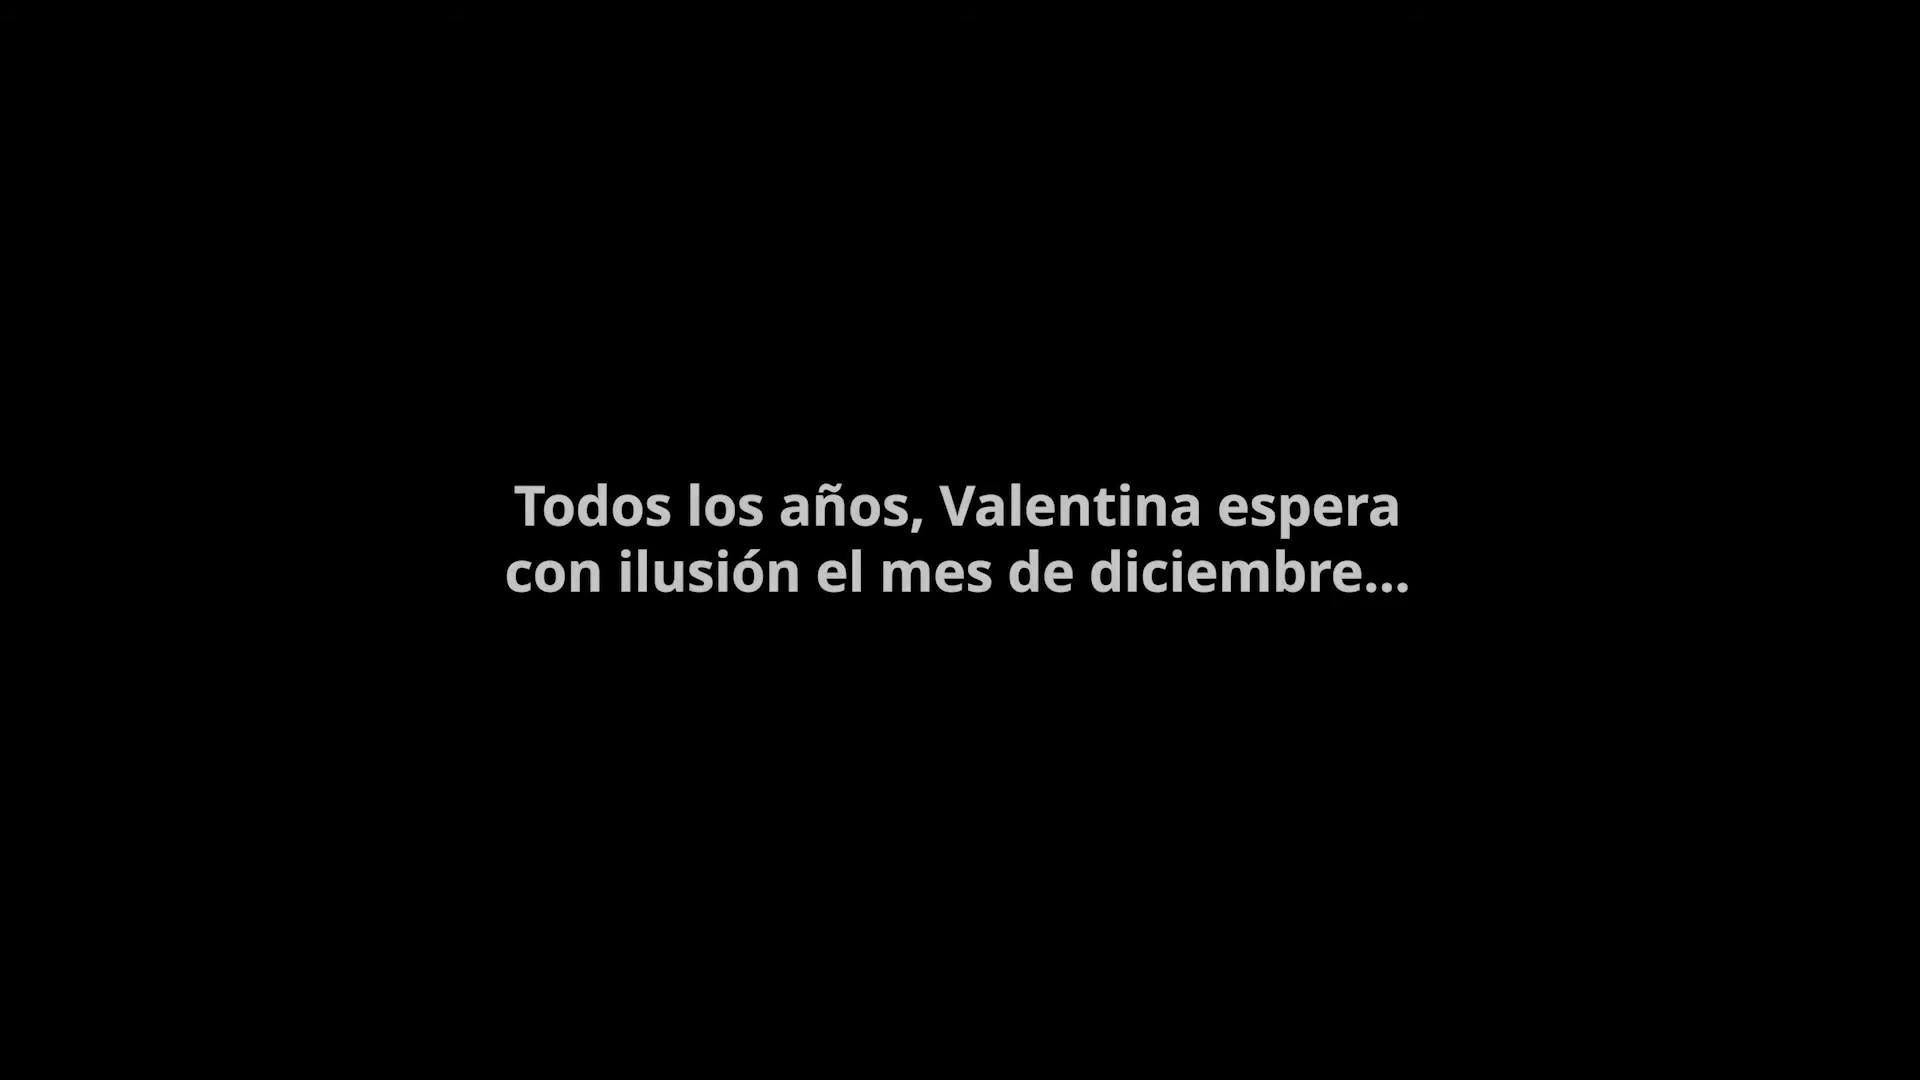 Todos los años, Valentina espera
con ilusión el mes de diciembre...